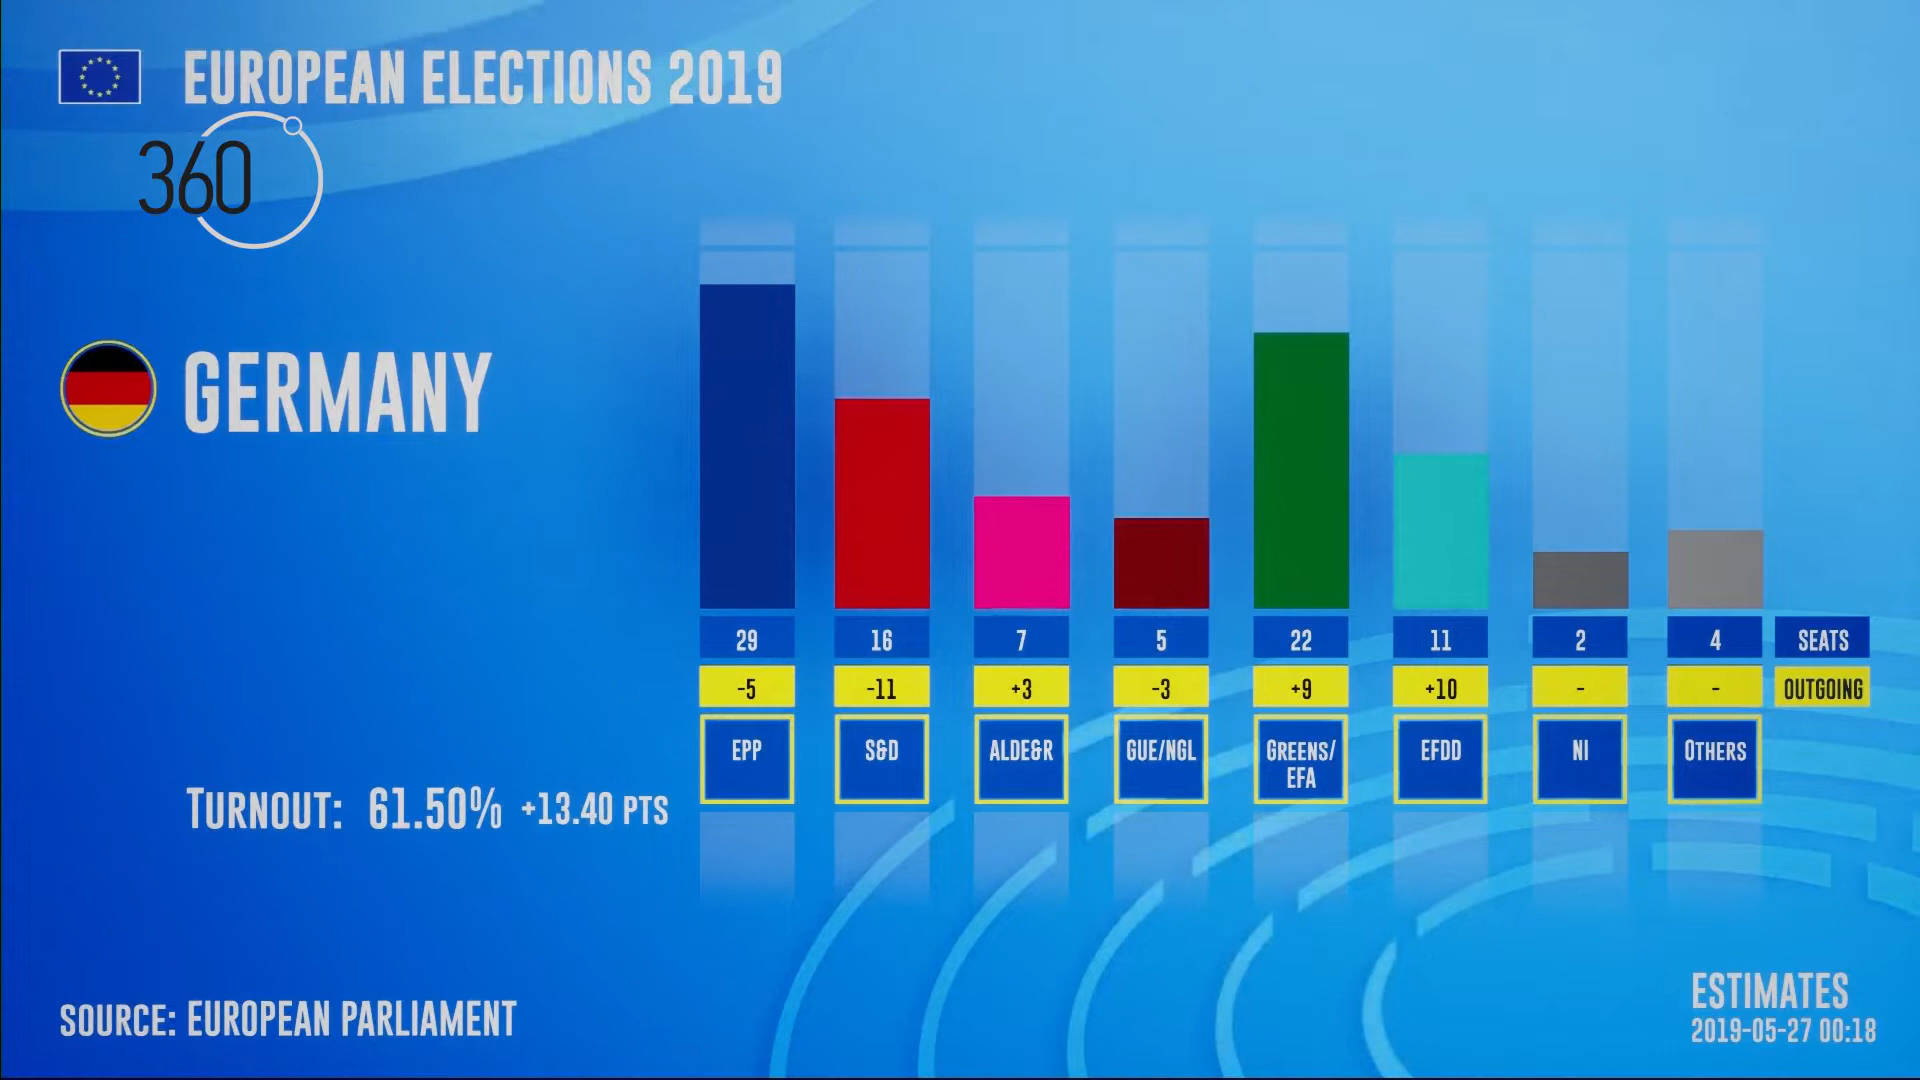 EUROPEAN ELECTIONS 2019
360
GERMANY
29 16 7 5 22 11 2 4 SEATS
-5 -11 +3 -3 +9 +10 - - OUTGOING
EPP S&D ALDE&R GUE/NGL GREENS/ EFDD NI OTHERS
EFA
TURNOUT: 61.50% +13.40 PTS
SOURCE: EUROPEAN PARLIAMENT
ESTIMATES
2019-05-27 00:18